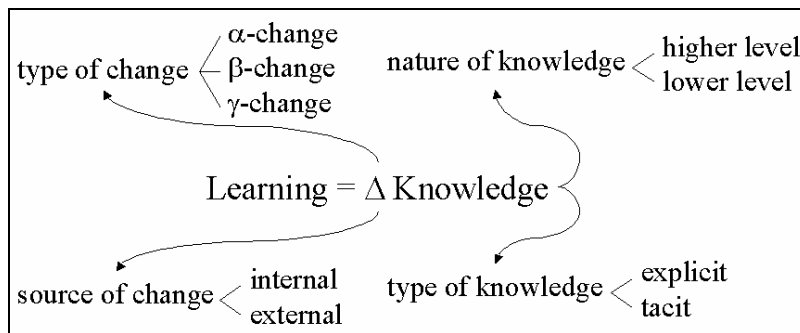 type of change
α-change
β-change
γ-change
nature of knowledge
higher level
lower level
Learning = Δ Knowledge
source of change
internal
external
type of knowledge
explicit
tacit